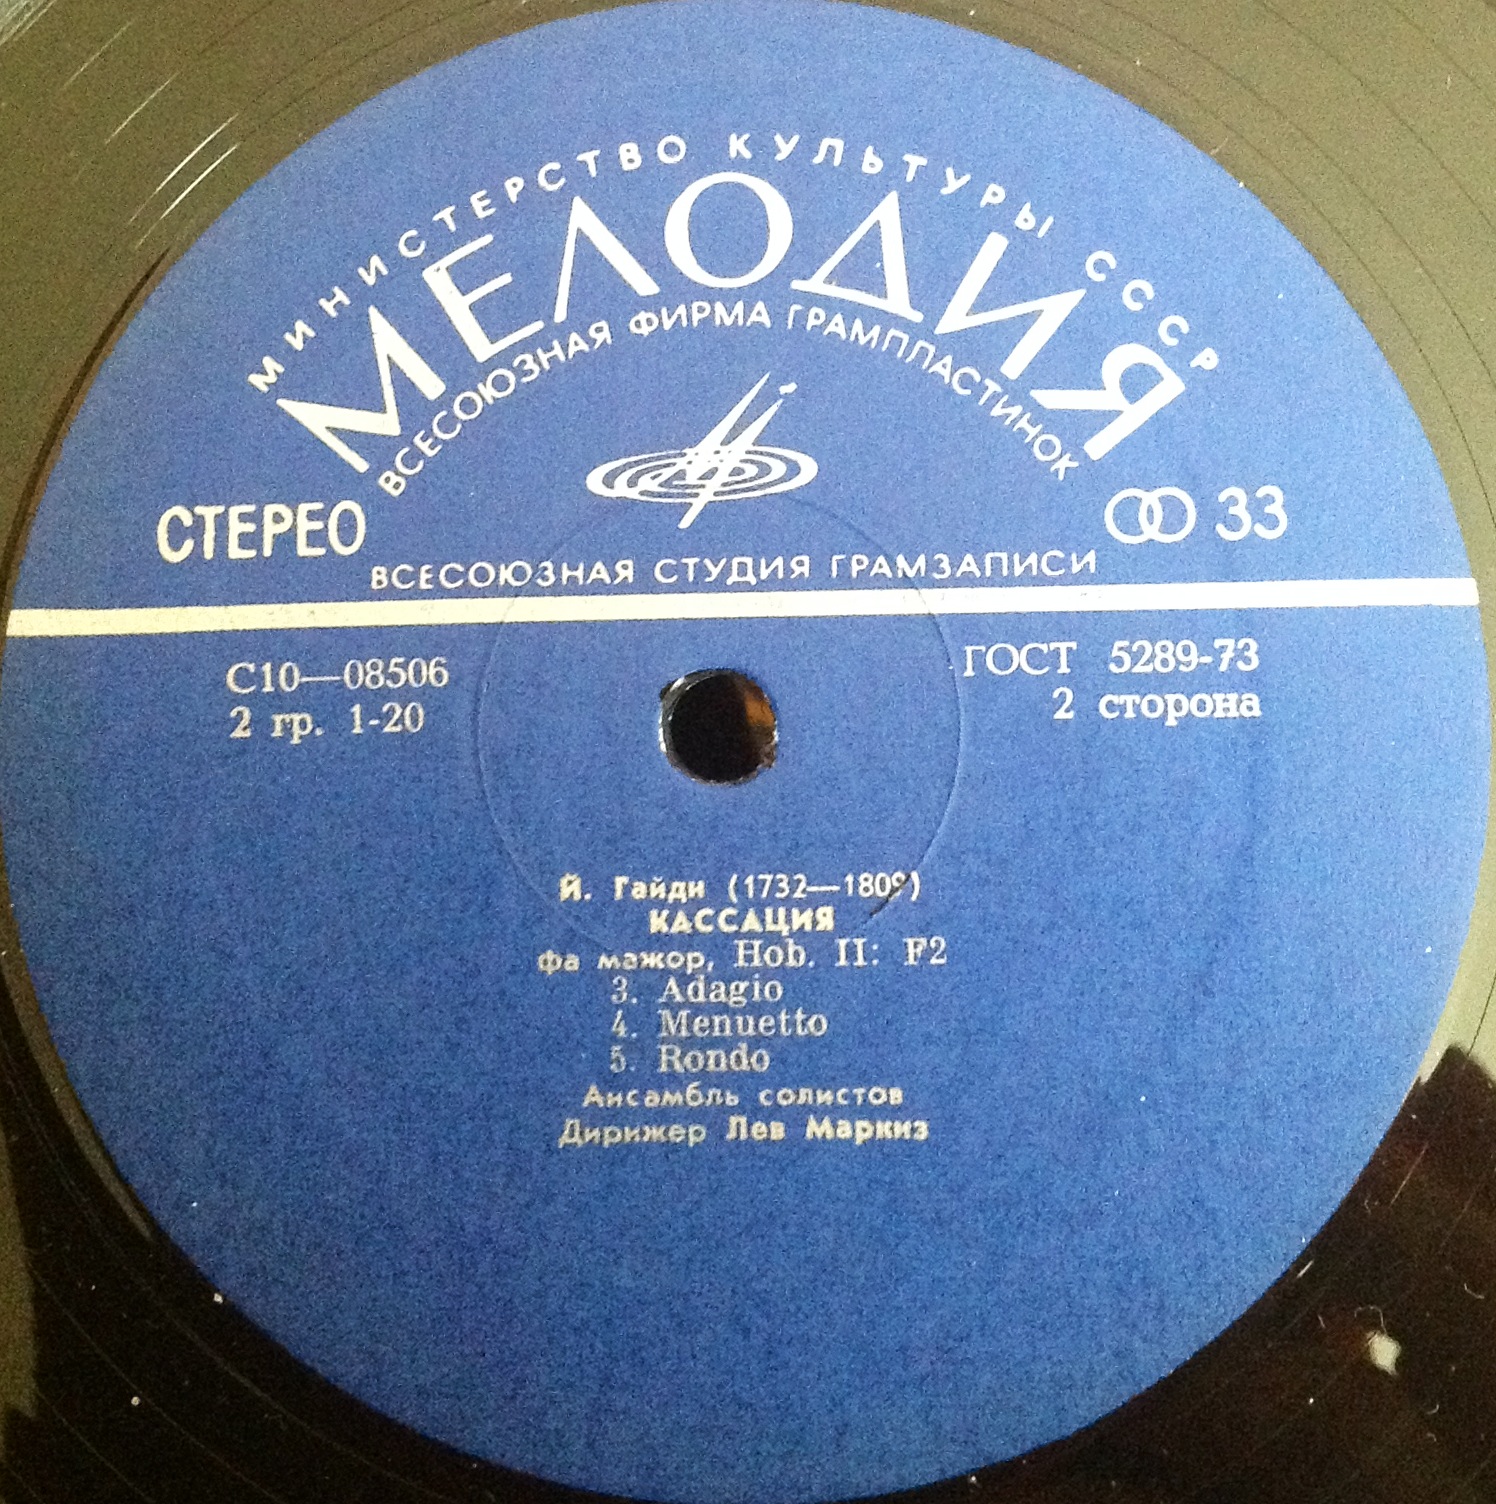 МИНИСТЕРСТВО КУЛЬТУРЫ СССР
МЕЛОДИЯ
ВСЕСОЮЗНАЯ ФИРМА ГРАМПЛАСТИНОК
СТЕРЕО
33
ВСЕСОЮЗНАЯ СТУДИЯ ГРАМЗАПИСИ
С10—08506
ГОСТ 5289-73
2 гр. 1-20
2 сторона
Й. Гайдн (1732—1809)
КАССАЦИЯ
фа мажор, Hob. II: F2
3. Adagio
4. Menuetto
5. Rondo
Ансамбль солистов
Дирижер Лев Маркиз